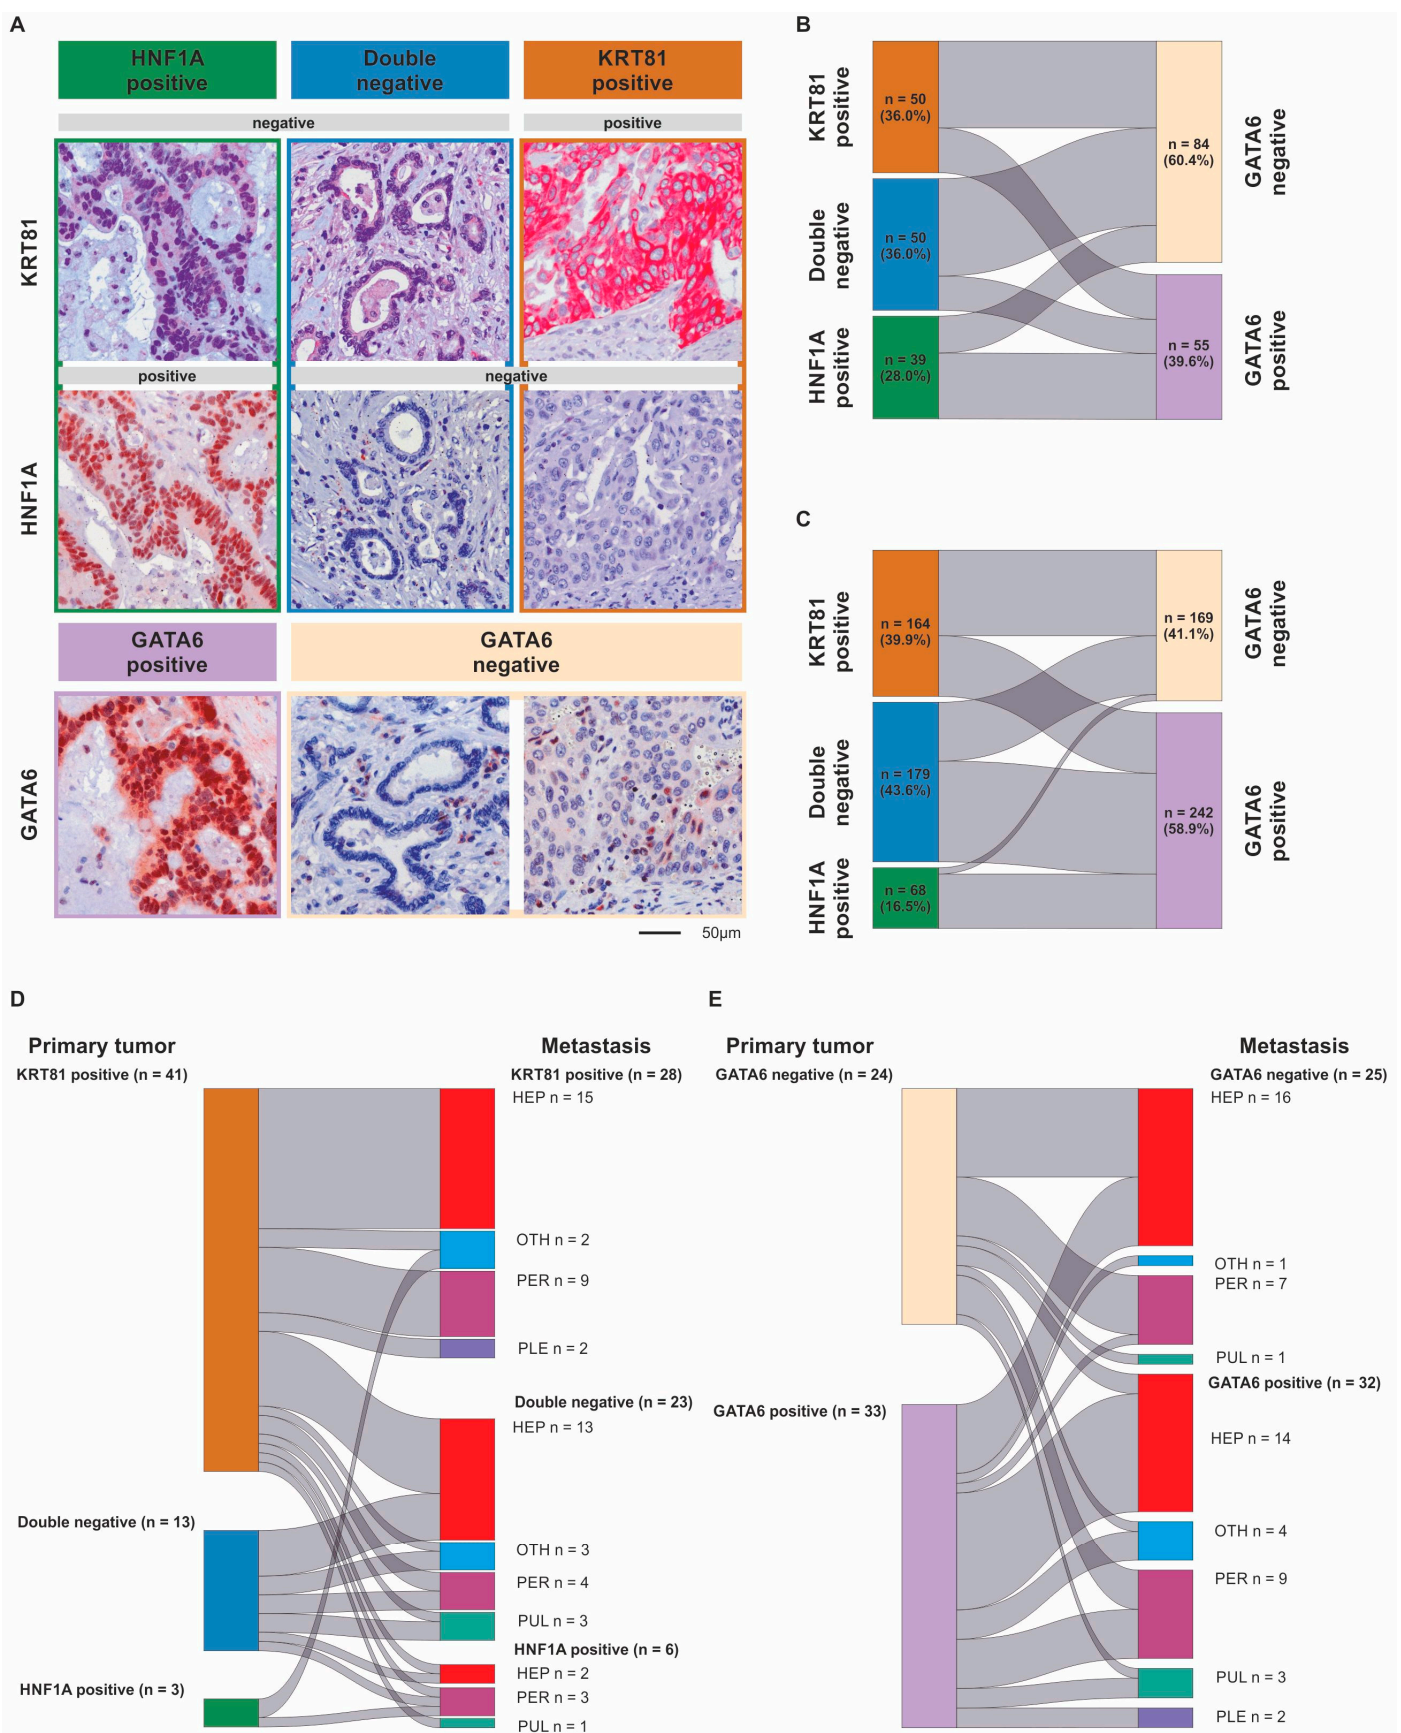 A
HNF1A
positive
Double
negative
KRT81
positive
negative
positive
KRT81
positive
negative
HNF1A
GATA6
positive
GATA6
negative
GATA6
50µm
B
KRT81
positive
Double
negative
HNF1A
positive
n = 50
(36.0%)
n = 50
(36.0%)
n = 39
(28.0%)
n = 84
(60.4%)
n = 55
(39.6%)
GATA6
negative
GATA6
positive
C
KRT81
positive
Double
negative
HNF1A
positive
n = 164
(39.9%)
n = 179
(43.6%)
n = 68
(16.5%)
n = 169
(41.1%)
n = 242
(58.9%)
GATA6
negative
GATA6
positive
D
Primary tumor
Metastasis
KRT81 positive (n = 41)
Double negative (n = 13)
HNF1A positive (n = 3)
KRT81 positive (n = 28)
HEP n = 15
OTH n = 2
PER n = 9
PLE n = 2
Double negative (n = 23)
HEP n = 13
OTH n = 3
PER n = 4
PUL n = 3
HNF1A positive (n = 6)
HEP n = 2
PER n = 3
PUL n = 1
E
Primary tumor
Metastasis
GATA6 negative (n = 24)
GATA6 positive (n = 33)
GATA6 negative (n = 25)
HEP n = 16
OTH n = 1
PER n = 7
PUL n = 1
GATA6 positive (n = 32)
HEP n = 14
OTH n = 4
PER n = 9
PUL n = 3
PLE n = 2